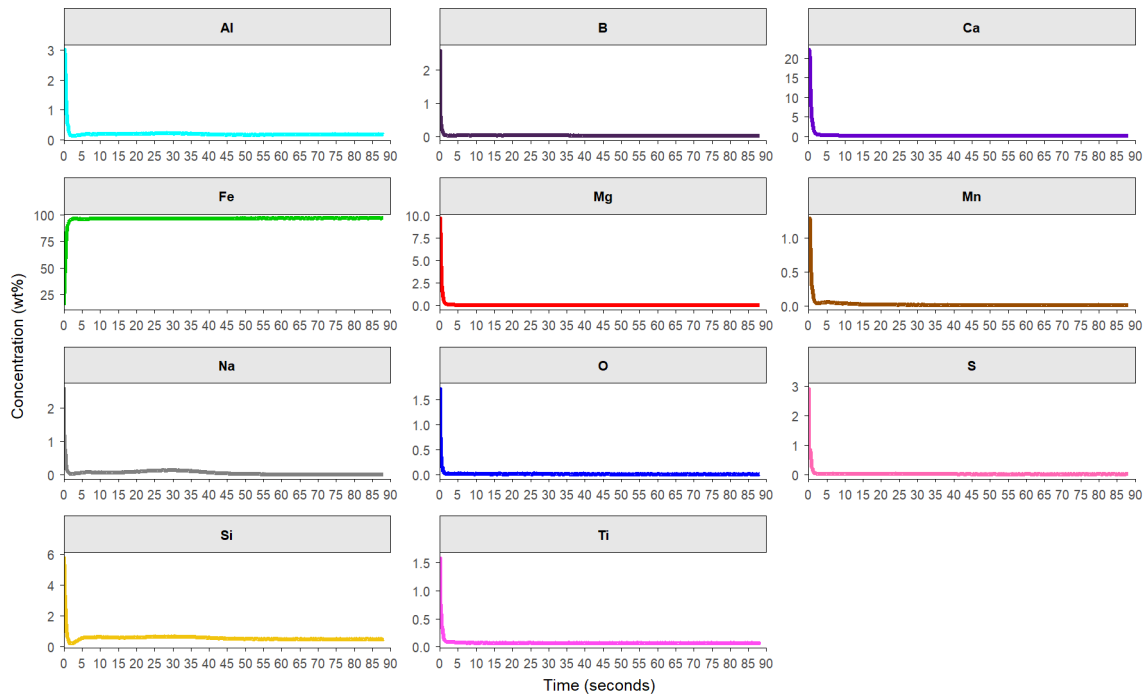 Al B Ca
3 2 1 0
2 1 0
20 15 10 5 0
0 5 10 15 20 25 30 35 40 45 50 55 60 65 70 75 80 85 90
0 5 10 15 20 25 30 35 40 45 50 55 60 65 70 75 80 85 90
0 5 10 15 20 25 30 35 40 45 50 55 60 65 70 75 80 85 90
Fe Mg Mn
100 75 50 25
10.0 7.5 5.0 2.5 0.0
1.0 0.5 0.0
0 5 10 15 20 25 30 35 40 45 50 55 60 65 70 75 80 85 90
0 5 10 15 20 25 30 35 40 45 50 55 60 65 70 75 80 85 90
0 5 10 15 20 25 30 35 40 45 50 55 60 65 70 75 80 85 90
Concentration (wt%)
Na O S
2 1 0
1.5 1.0 0.5 0.0
3 2 1 0
0 5 10 15 20 25 30 35 40 45 50 55 60 65 70 75 80 85 90
0 5 10 15 20 25 30 35 40 45 50 55 60 65 70 75 80 85 90
0 5 10 15 20 25 30 35 40 45 50 55 60 65 70 75 80 85 90
Si Ti
6 4 2 0
1.5 1.0 0.5 0.0
0 5 10 15 20 25 30 35 40 45 50 55 60 65 70 75 80 85 90
0 5 10 15 20 25 30 35 40 45 50 55 60 65 70 75 80 85 90
Time (seconds)